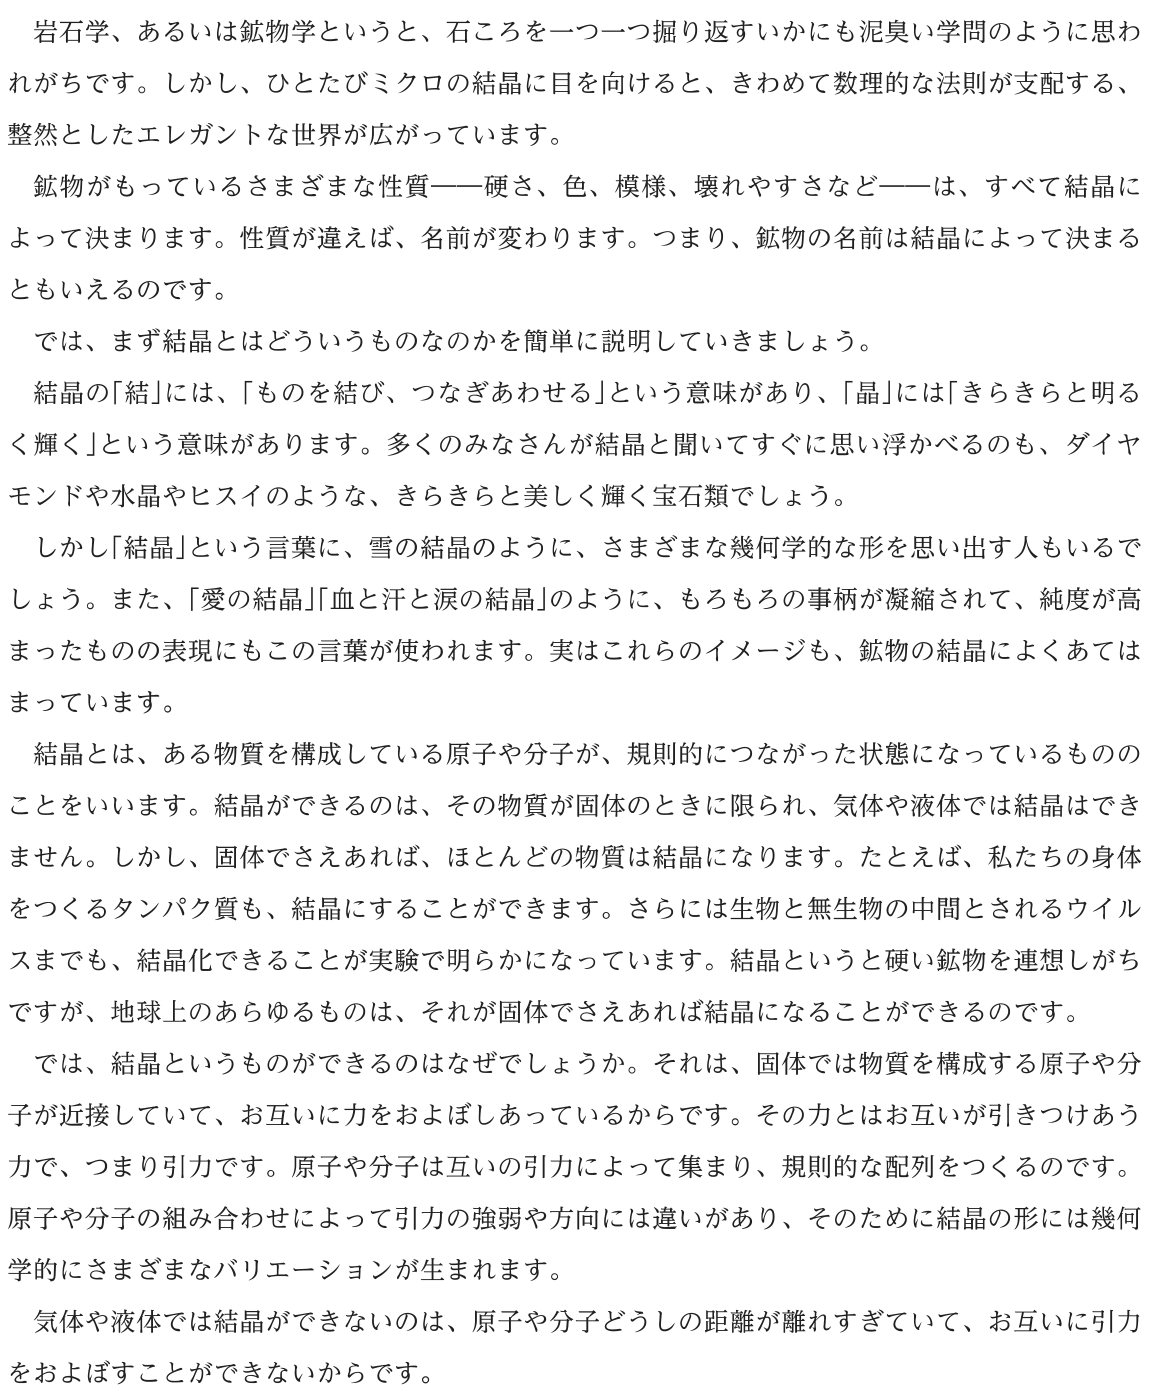 岩石学、あるいは鉱物学というと、石ころを一つ一つ掘り返すいかにも泥臭い学問のように思わ
れがちです。しかし、ひとたびミクロの結晶に目を向けると、きわめて数理的な法則が支配する、
整然としたエレガントな世界が広がっています。
　鉱物がもっているさまざまな性質――硬さ、色、模様、壊れやすさなど――は、すべて結晶に
よって決まります。性質が違えば、名前が変わります。つまり、鉱物の名前は結晶によって決まる
ともいえるのです。
　では、まず結晶とはどういうものなのかを簡単に説明していきましょう。
　結晶の「結」には、「ものを結び、つなぎあわせる」という意味があり、「晶」には「きらきらと明る
く輝く」という意味があります。多くのみなさんが結晶と聞いてすぐに思い浮かべるのも、ダイヤ
モンドや水晶やヒスイのような、きらきらと美しく輝く宝石類でしょう。
　しかし「結晶」という言葉に、雪の結晶のように、さまざまな幾何学的な形を思い出す人もいるで
しょう。また、「愛の結晶」「血と汗と涙の結晶」のように、もろもろの事柄が凝縮されて、純度が高
まったものの表現にもこの言葉が使われます。実はこれらのイメージも、鉱物の結晶によくあては
まっています。
　結晶とは、ある物質を構成している原子や分子が、規則的につながった状態になっているものの
ことをいいます。結晶ができるのは、その物質が固体のときに限られ、気体や液体では結晶はでき
ません。しかし、固体でさえあれば、ほとんどの物質は結晶になります。たとえば、私たちの身体
をつくるタンパク質も、結晶にすることができます。さらには生物と無生物の中間とされるウイル
スまでも、結晶化できることが実験で明らかになっています。結晶というと硬い鉱物を連想しがち
ですが、地球上のあらゆるものは、それが固体でさえあれば結晶になることができるのです。
　では、結晶というものができるのはなぜでしょうか。それは、固体では物質を構成する原子や分
子が近接していて、お互いに力をおよぼしあっているからです。その力とはお互いが引きつけあう
力で、つまり引力です。原子や分子は互いの引力によって集まり、規則的な配列をつくるのです。
原子や分子の組み合わせによって引力の強弱や方向には違いがあり、そのために結晶の形には幾何
学的にさまざまなバリエーションが生まれます。
　気体や液体では結晶ができないのは、原子や分子どうしの距離が離れすぎていて、お互いに引力
をおよぼすことができないからです。